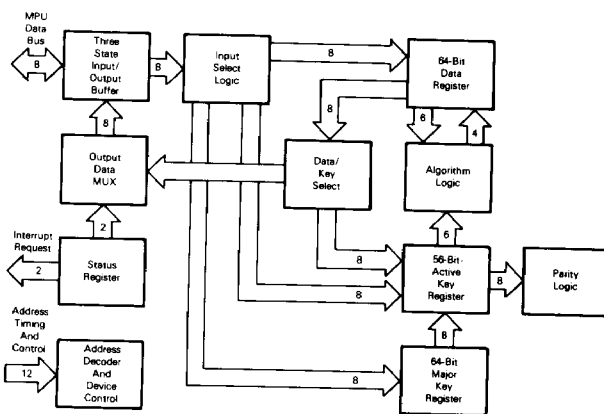 MPU
Data
Bus
8
Three
State
Input/
Output
Buffer
8
Input
Select
Logic
8
64-Bit
Data
Register
8
8
6
4
Output
Data
MUX
Data/
Key
Select
Algorithm
Logic
2
6
Interrupt
Request
2
Status
Register
8
8
56-Bit-
Active
Key
Register
8
Parity
Logic
Address
Timing
And
Control
12
Address
Decoder
And
Device
Control
8
8
64-Bit
Major
Key
Register